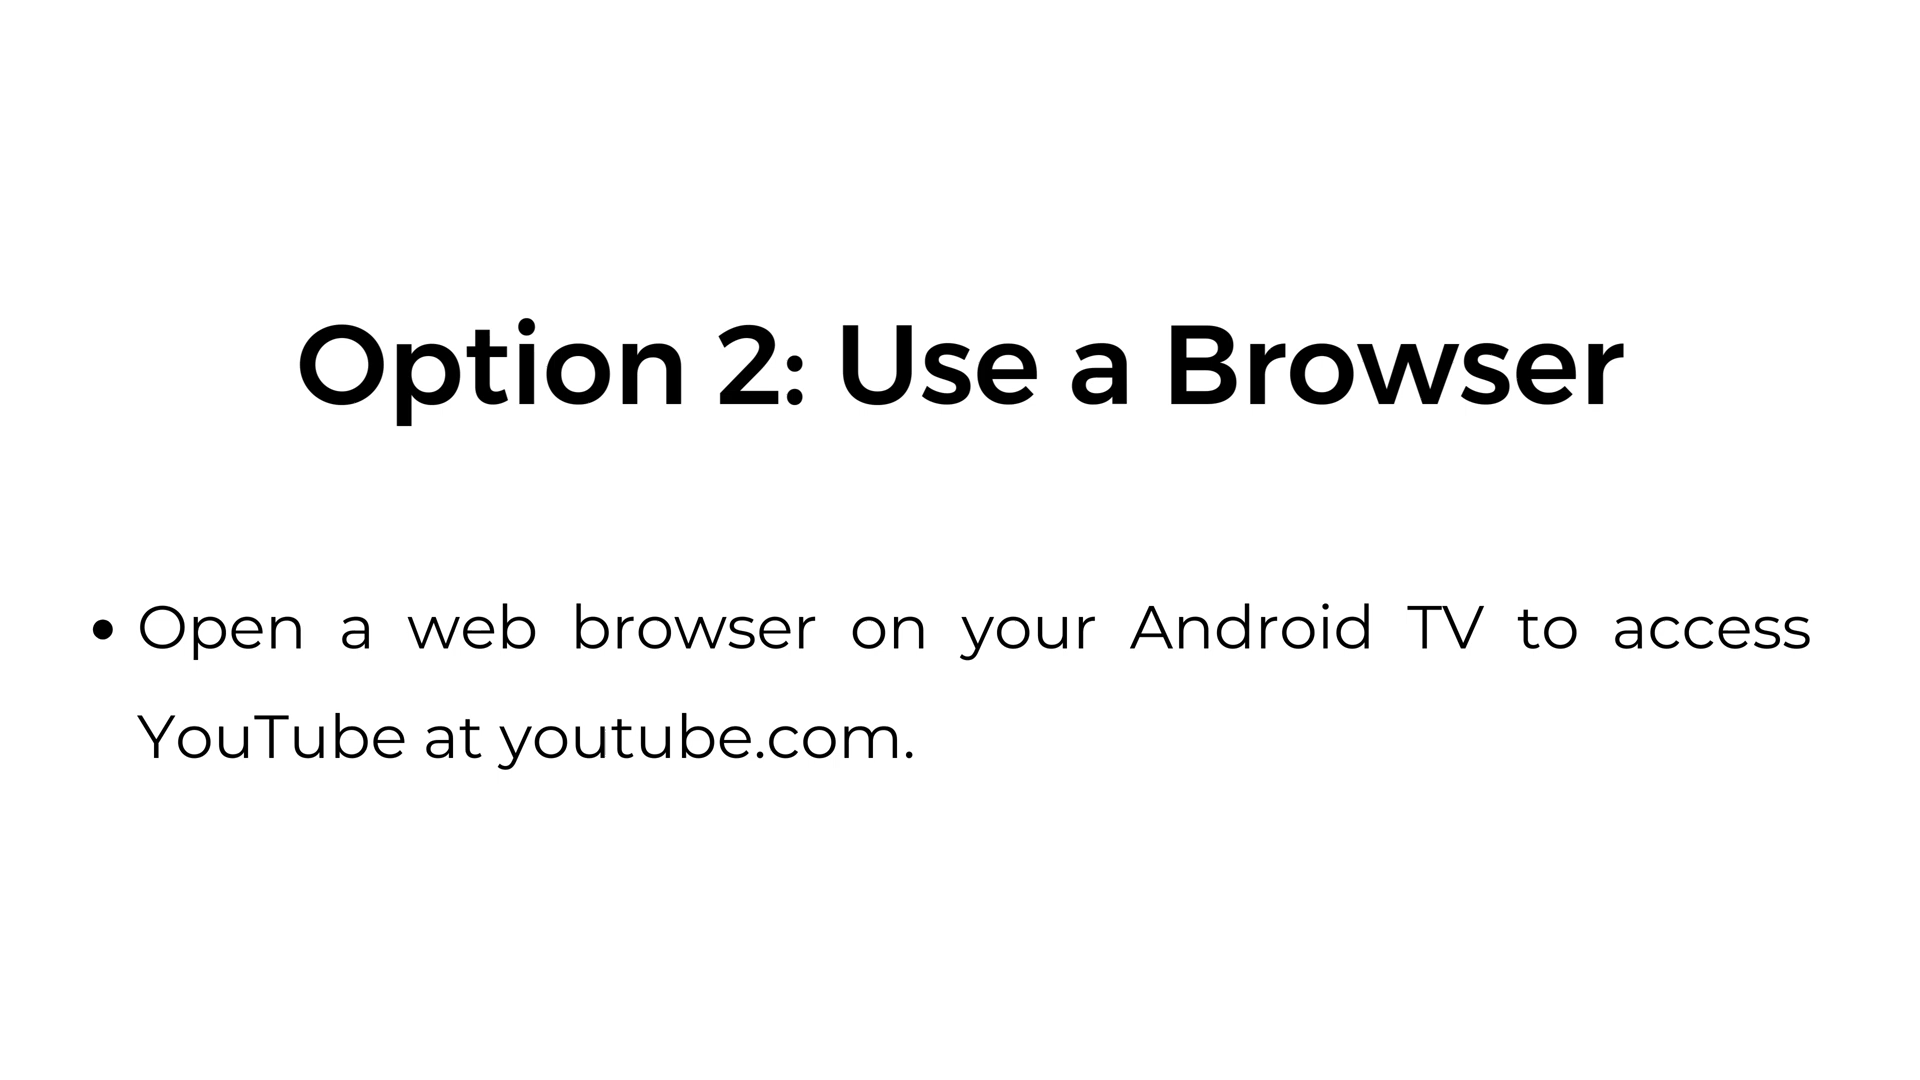 Option 2: Use a Browser
• Open a web browser on your Android TV to access
YouTube at youtube.com.